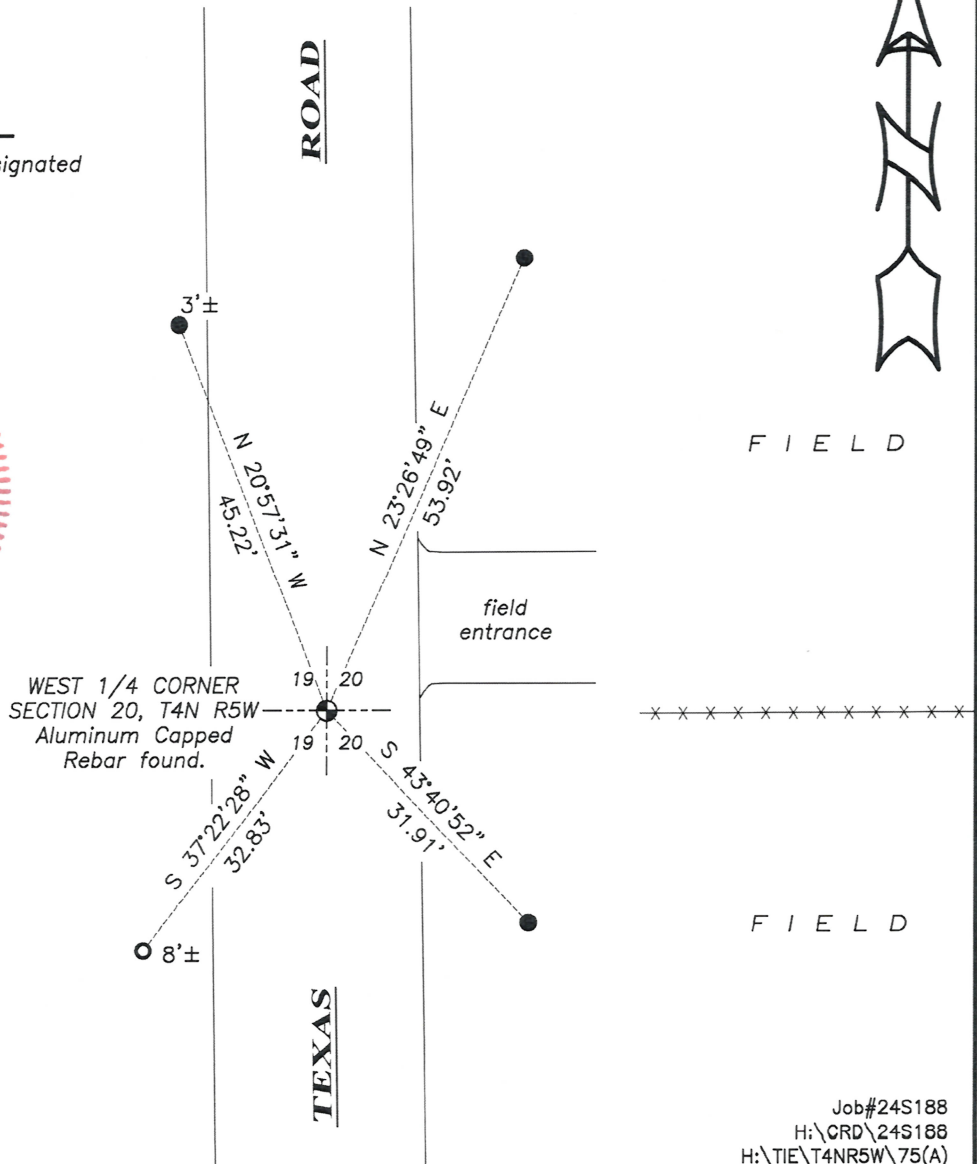 ROAD
signated
3'±
N 20°57'31" W
45.22'
N 23°26'49" E
53.92'
FIELD
field
entrance
19 20
WEST 1/4 CORNER
SECTION 20, T4N R5W
Aluminum Capped
Rebar found.
19 20
S 37°22'28" W
32.83'
S 43°40'52" E
31.91'
8'±
FIELD
TEXAS
Job#24S188
H:\CRD\24S188
H:\TIE\T4NR5W\75(A)
N